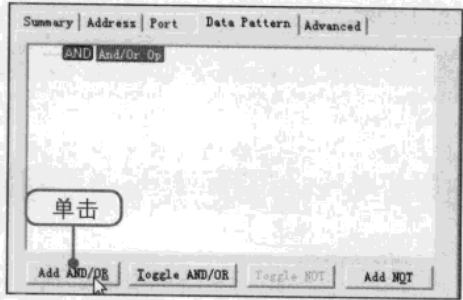 Summary Address Port Data Pattern Advanced
AND And/Or Op
单击
Add AND/OR Toggle AND/OR Toggle NOT Add NOT